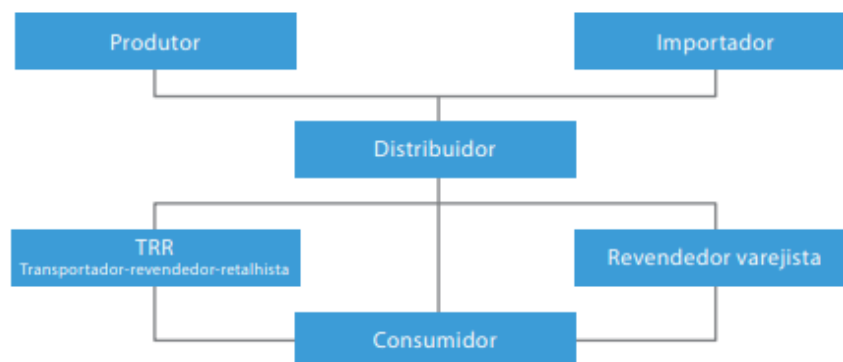 Produtor
Importador
Distribuidor
TRR
Transportador-revendedor-retalhista
Revendedor varejista
Consumidor